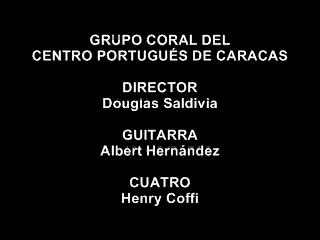 GRUPO CORAL DEL
CENTRO PORTUGUÉS DE CARACAS
DIRECTOR
Douglas Saldivia
GUITARRA
Albert Hernández
CUATRO
Henry Coffi